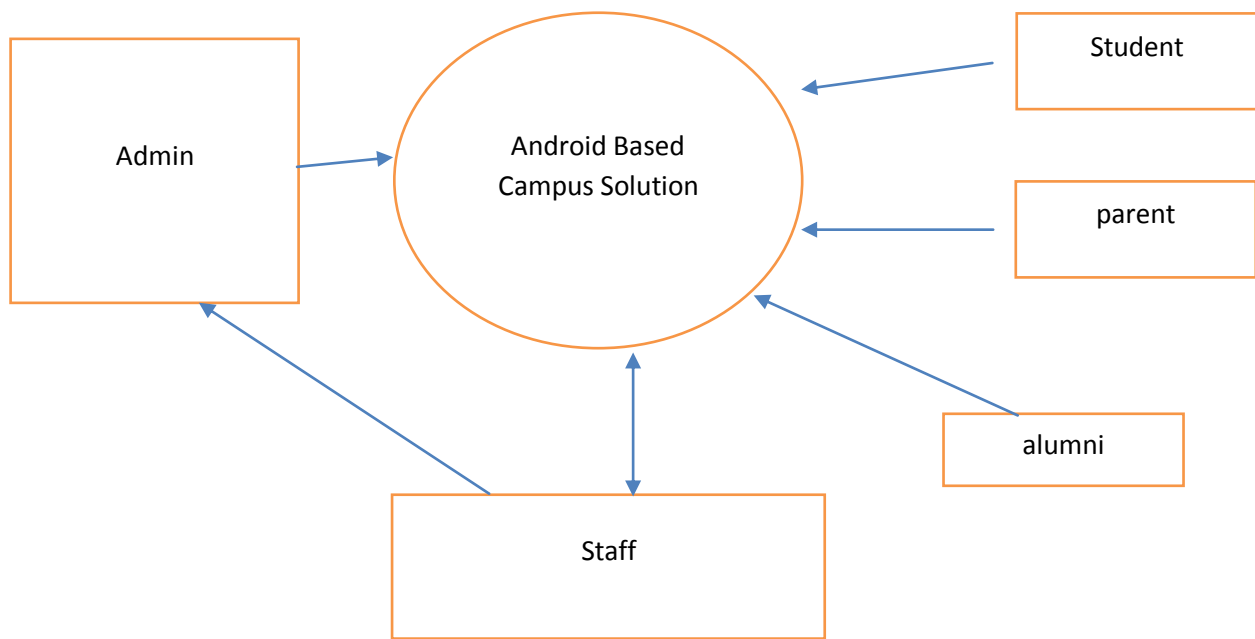 Student
Admin
Android Based
Campus Solution
parent
alumni
Staff